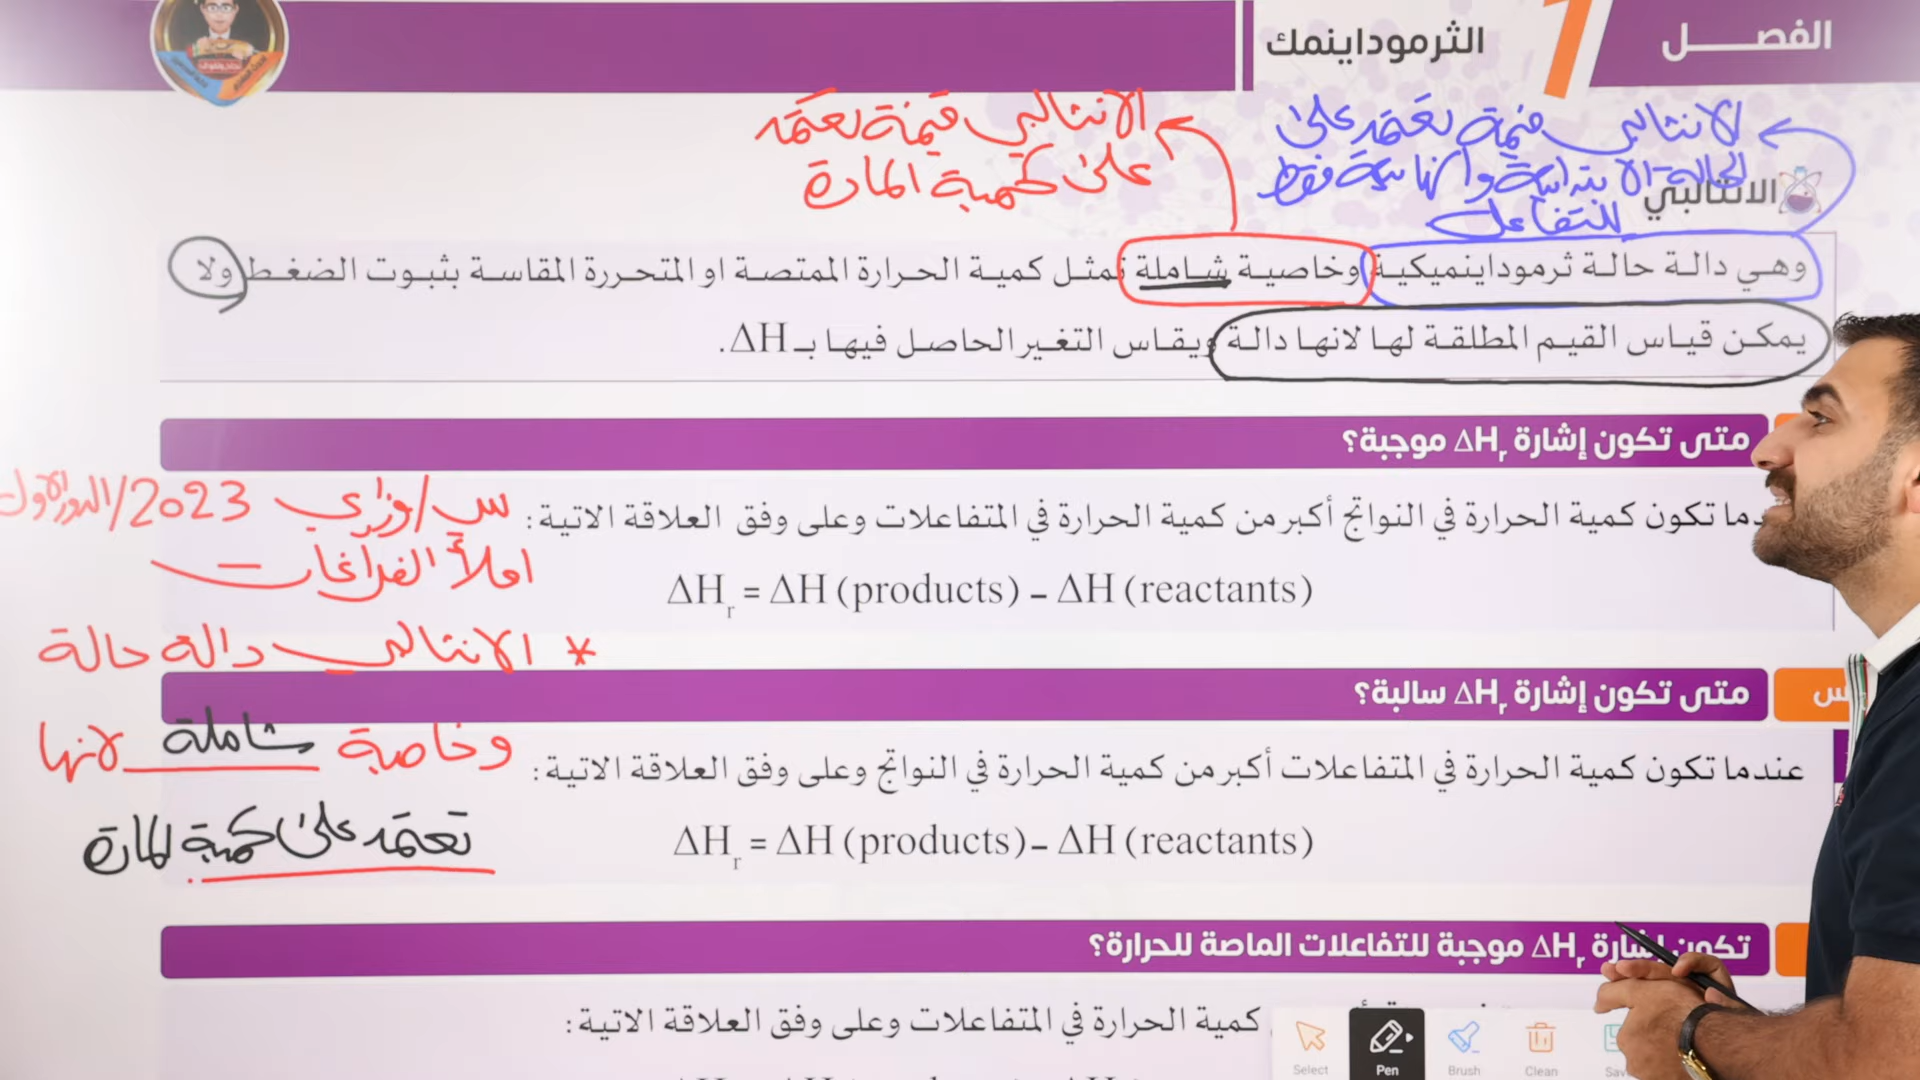 الفصـــل 1 الثرموداينمك
الانثالبي قيمة تعتمد على
الحالة الابتدائية والنهائية فقط
للتفاعل
الانثالبي قيمة تعتمد
على كمية المادة
الانثالبي
وهي دالة حالة ثرموداينميكية وخاصية شاملة تمثل كمية الحرارة الممتصة او المتحررة المقاسة بثبوت الضغط ولا
يمكن قياس القيم المطلقة لها لانها دالة ويقاس التغير الحاصل فيها بـ ΔH.
متى تكون إشارة ΔHr موجبة؟
ما تكون كمية الحرارة في النواتج أكبر من كمية الحرارة في المتفاعلات وعلى وفق العلاقة الاتية:
ΔHr = ΔH (products) – ΔH (reactants)
س/وزاري 2023/الدور الاول
املأ الفراغات
* الانثالبي دالة حالة
وخاصية شاملة لانها
تعتمد على كمية المادة
س متى تكون إشارة ΔHr سالبة؟
عندما تكون كمية الحرارة في المتفاعلات أكبر من كمية الحرارة في النواتج وعلى وفق العلاقة الاتية:
ΔHr = ΔH (products) – ΔH (reactants)
تكون إشارة ΔHr موجبة للتفاعلات الماصة للحرارة؟
كمية الحرارة في المتفاعلات وعلى وفق العلاقة الاتية:
Select Pen Brush Clean